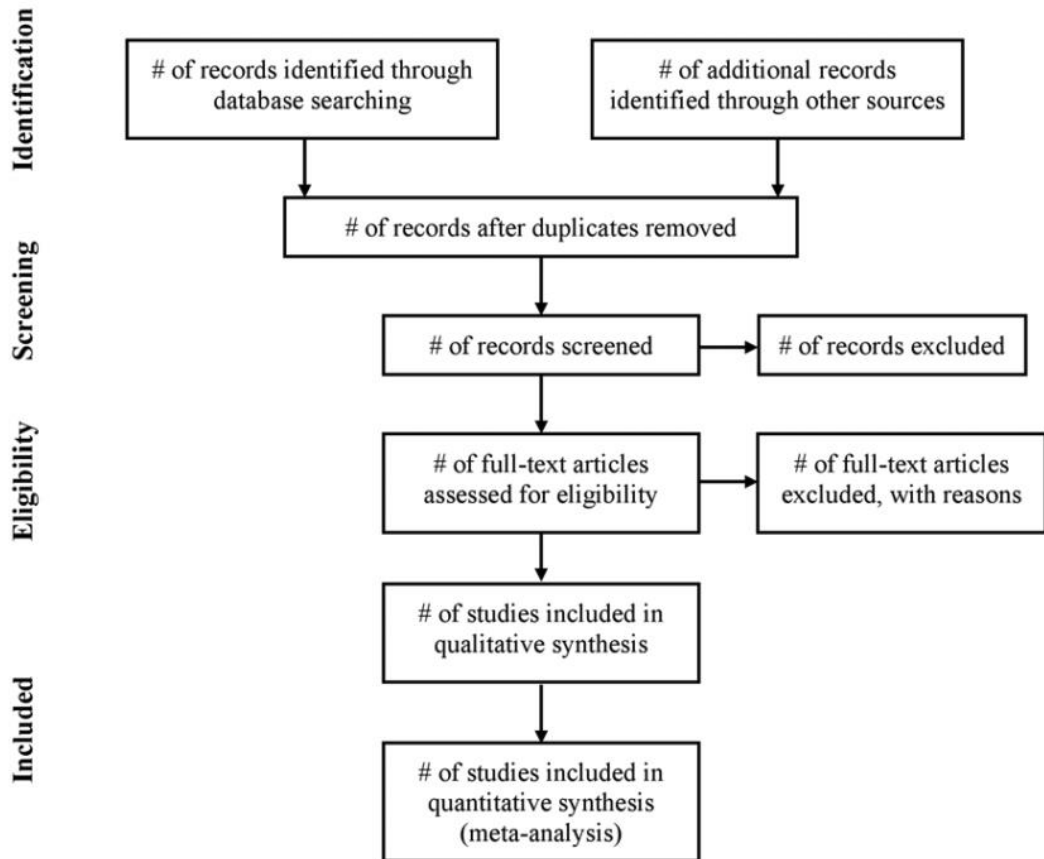 Identification
# of records identified through
database searching
# of additional records
identified through other sources
# of records after duplicates removed
Screening
# of records screened
# of records excluded
Eligibility
# of full-text articles
assessed for eligibility
# of full-text articles
excluded, with reasons
Included
# of studies included in
qualitative synthesis
# of studies included in
quantitative synthesis
(meta-analysis)